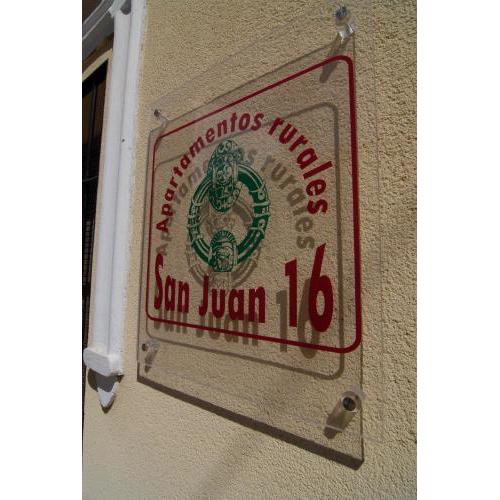 Apartamentos rurales
San Juan 16